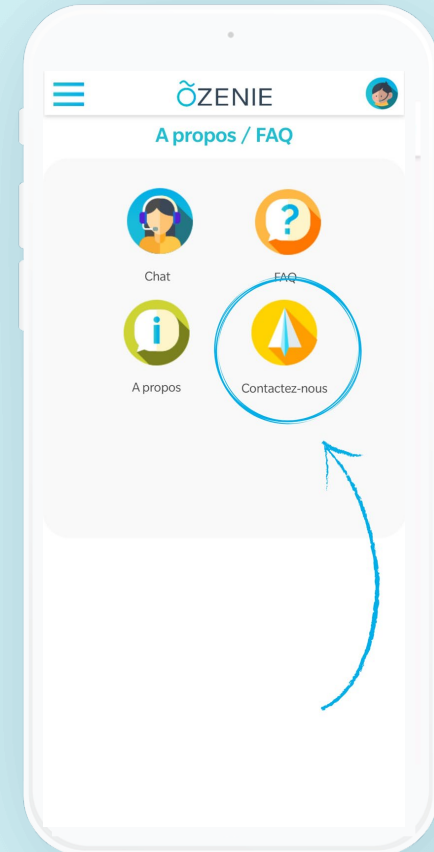 ÕZENIE
A propos / FAQ
Chat
FAQ
A propos
Contactez-nous